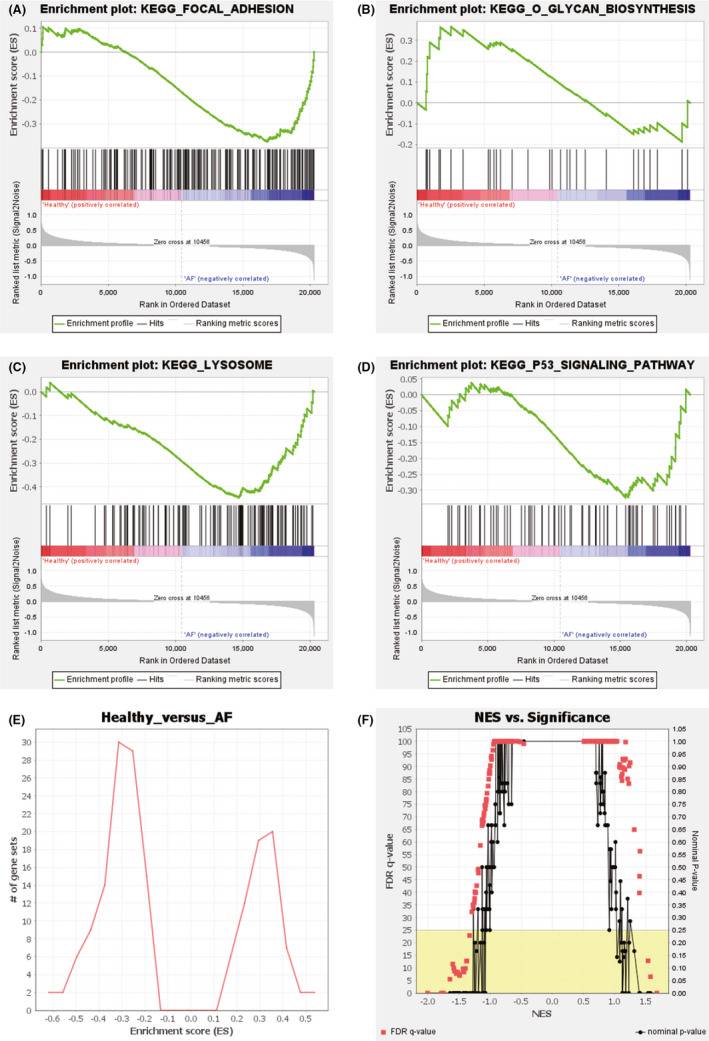 (A)
Enrichment plot: KEGG_FOCAL_ADHESION
Enrichment score (ES)
0.1
0.0
-0.1
-0.2
-0.3
'Healthy' (positively correlated)
Ranked list metric (Signal2Noise)
1.0
0.5
0.0
-0.5
-1.0
Zero cross at 10456
'AF' (negatively correlated)
0 5,000 10,000 15,000 20,000
Rank in Ordered Dataset
Enrichment profile Hits Ranking metric scores
(B)
Enrichment plot: KEGG_O_GLYCAN_BIOSYNTHESIS
Enrichment score (ES)
0.3
0.2
0.1
0.0
-0.1
-0.2
'Healthy' (positively correlated)
Ranked list metric (Signal2Noise)
1.0
0.5
0.0
-0.5
-1.0
Zero cross at 10456
'AF' (negatively correlated)
0 5,000 10,000 15,000 20,000
Rank in Ordered Dataset
Enrichment profile Hits Ranking metric scores
(C)
Enrichment plot: KEGG_LYSOSOME
Enrichment score (ES)
0.0
-0.1
-0.2
-0.3
-0.4
'Healthy' (positively correlated)
Ranked list metric (Signal2Noise)
1.0
0.5
0.0
-0.5
-1.0
Zero cross at 10456
'AF' (negatively correlated)
0 5,000 10,000 15,000 20,000
Rank in Ordered Dataset
Enrichment profile Hits Ranking metric scores
(D)
Enrichment plot: KEGG_P53_SIGNALING_PATHWAY
Enrichment score (ES)
0.05
0.00
-0.05
-0.10
-0.15
-0.20
-0.25
-0.30
'Healthy' (positively correlated)
Ranked list metric (Signal2Noise)
1.0
0.5
0.0
-0.5
-1.0
Zero cross at 10456
'AF' (negatively correlated)
0 5,000 10,000 15,000 20,000
Rank in Ordered Dataset
Enrichment profile Hits Ranking metric scores
(E)
Healthy_versus_AF
# of gene sets
30
28
26
24
22
20
18
16
14
12
10
8
6
4
2
0
-0.6 -0.5 -0.4 -0.3 -0.2 -0.1 0.0 0.1 0.2 0.3 0.4 0.5
Enrichment score (ES)
(F)
NES vs. Significance
FDR q-value
105
100
95
90
85
80
75
70
65
60
55
50
45
40
35
30
25
20
15
10
5
0
1.05
1.00
0.95
0.90
0.85
0.80
0.75
0.70
0.65
0.60
0.55
0.50
0.45
0.40
0.35
0.30
0.25
0.20
0.15
0.10
0.05
0.00
Nominal P-value
-2.0 -1.5 -1.0 -0.5 0.0 0.5 1.0 1.5
NES
FDR q-value nominal p-value